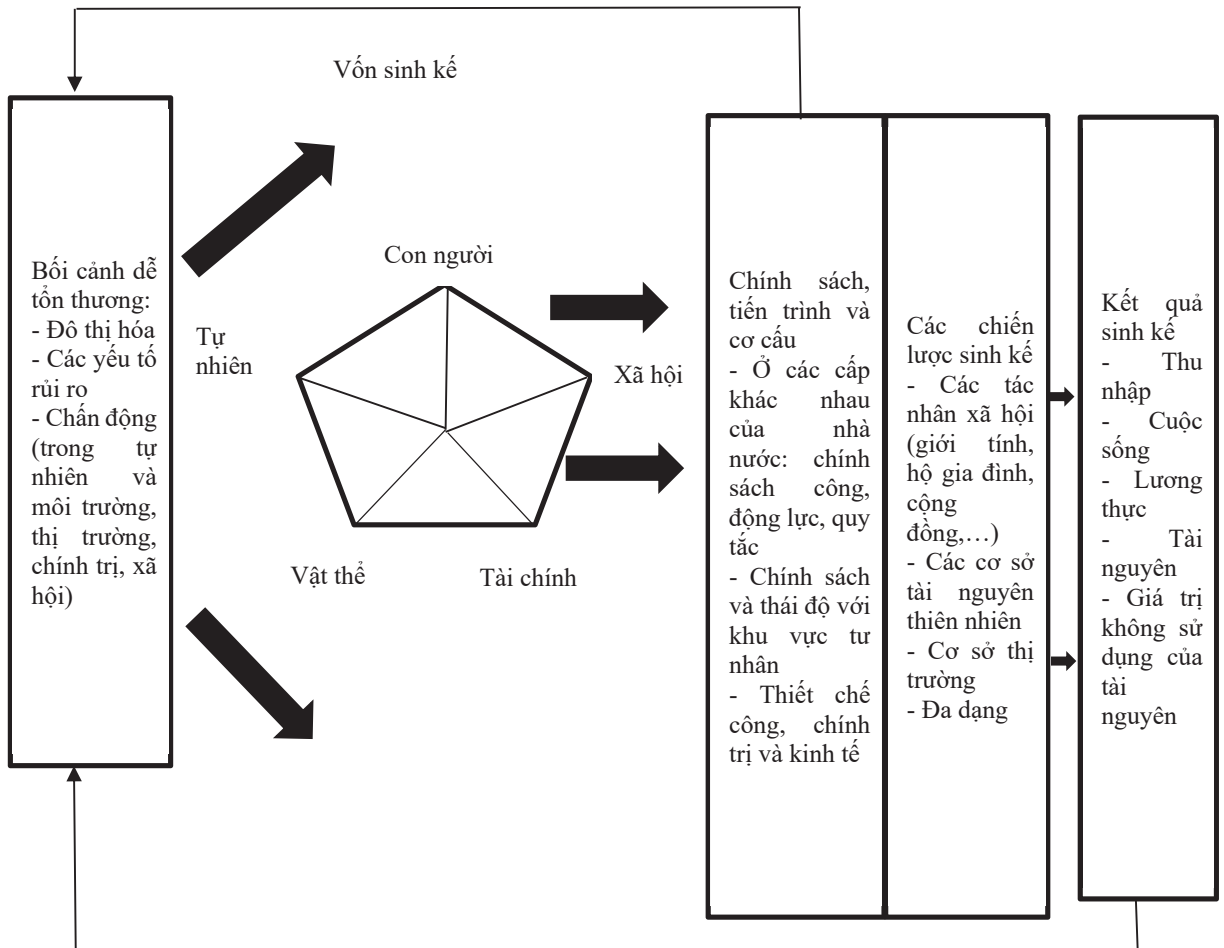 Vốn sinh kế
Bối cảnh dễ
tổn thương:
- Đô thị hóa
- Các yếu tố
rủi ro
- Chấn động
(trong tự
nhiên và
môi trường,
thị trường,
chính trị, xã
hội)
Con người
Tự
nhiên
Xã hội
Vật thể
Tài chính
Chính sách,
tiến trình và
cơ cấu
- Ở các cấp
khác nhau
của nhà
nước: chính
sách công,
động lực, quy
tắc
- Chính sách
và thái độ với
khu vực tư
nhân
- Thiết chế
công, chính
trị và kinh tế
Các chiến
lược sinh kế
- Các tác
nhân xã hội
(giới tính,
hộ gia đình,
cộng
đồng,…)
- Các cơ sở
tài nguyên
thiên nhiên
- Cơ sở thị
trường
- Đa dạng
Kết quả
sinh kế
- Thu
nhập
- Cuộc
sống
- Lương
thực
- Tài
nguyên
- Giá trị
không sử
dụng của
tài
nguyên